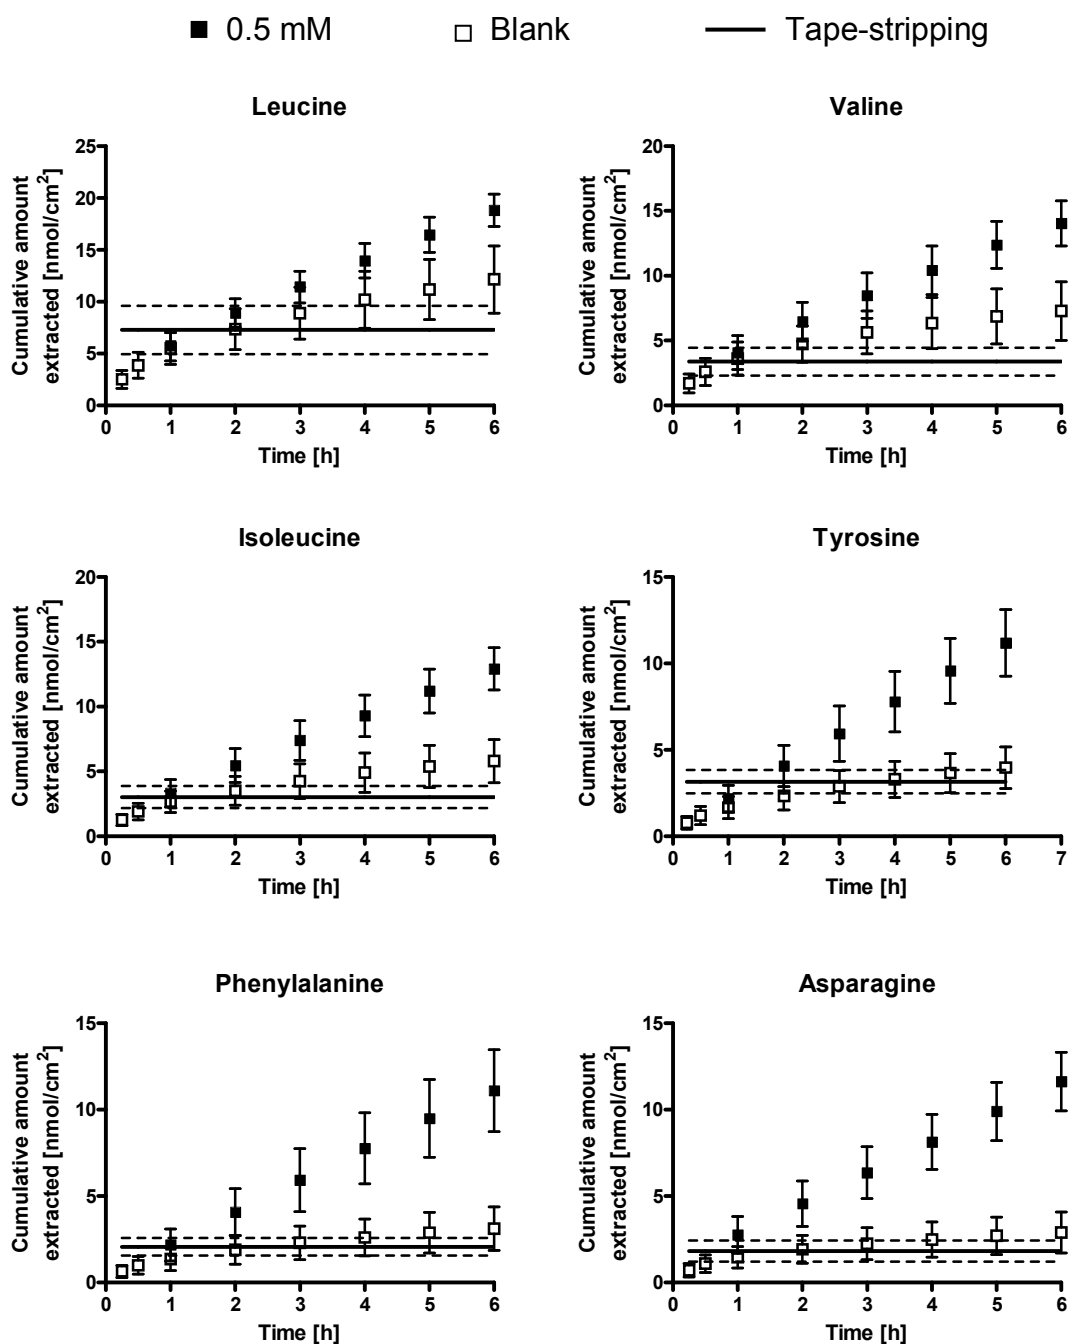 ■ 0.5 mM □ Blank — Tape-stripping
Leucine
Cumulative amount
extracted [nmol/cm²]
25
20
15
10
5
0
0 1 2 3 4 5 6
Time [h]
Valine
Cumulative amount
extracted [nmol/cm²]
20
15
10
5
0
0 1 2 3 4 5 6
Time [h]
Isoleucine
Cumulative amount
extracted [nmol/cm²]
20
15
10
5
0
0 1 2 3 4 5 6
Time [h]
Tyrosine
Cumulative amount
extracted [nmol/cm²]
15
10
5
0
0 1 2 3 4 5 6 7
Time [h]
Phenylalanine
Cumulative amount
extracted [nmol/cm²]
15
10
5
0
0 1 2 3 4 5 6
Time [h]
Asparagine
Cumulative amount
extracted [nmol/cm²]
15
10
5
0
0 1 2 3 4 5 6
Time [h]